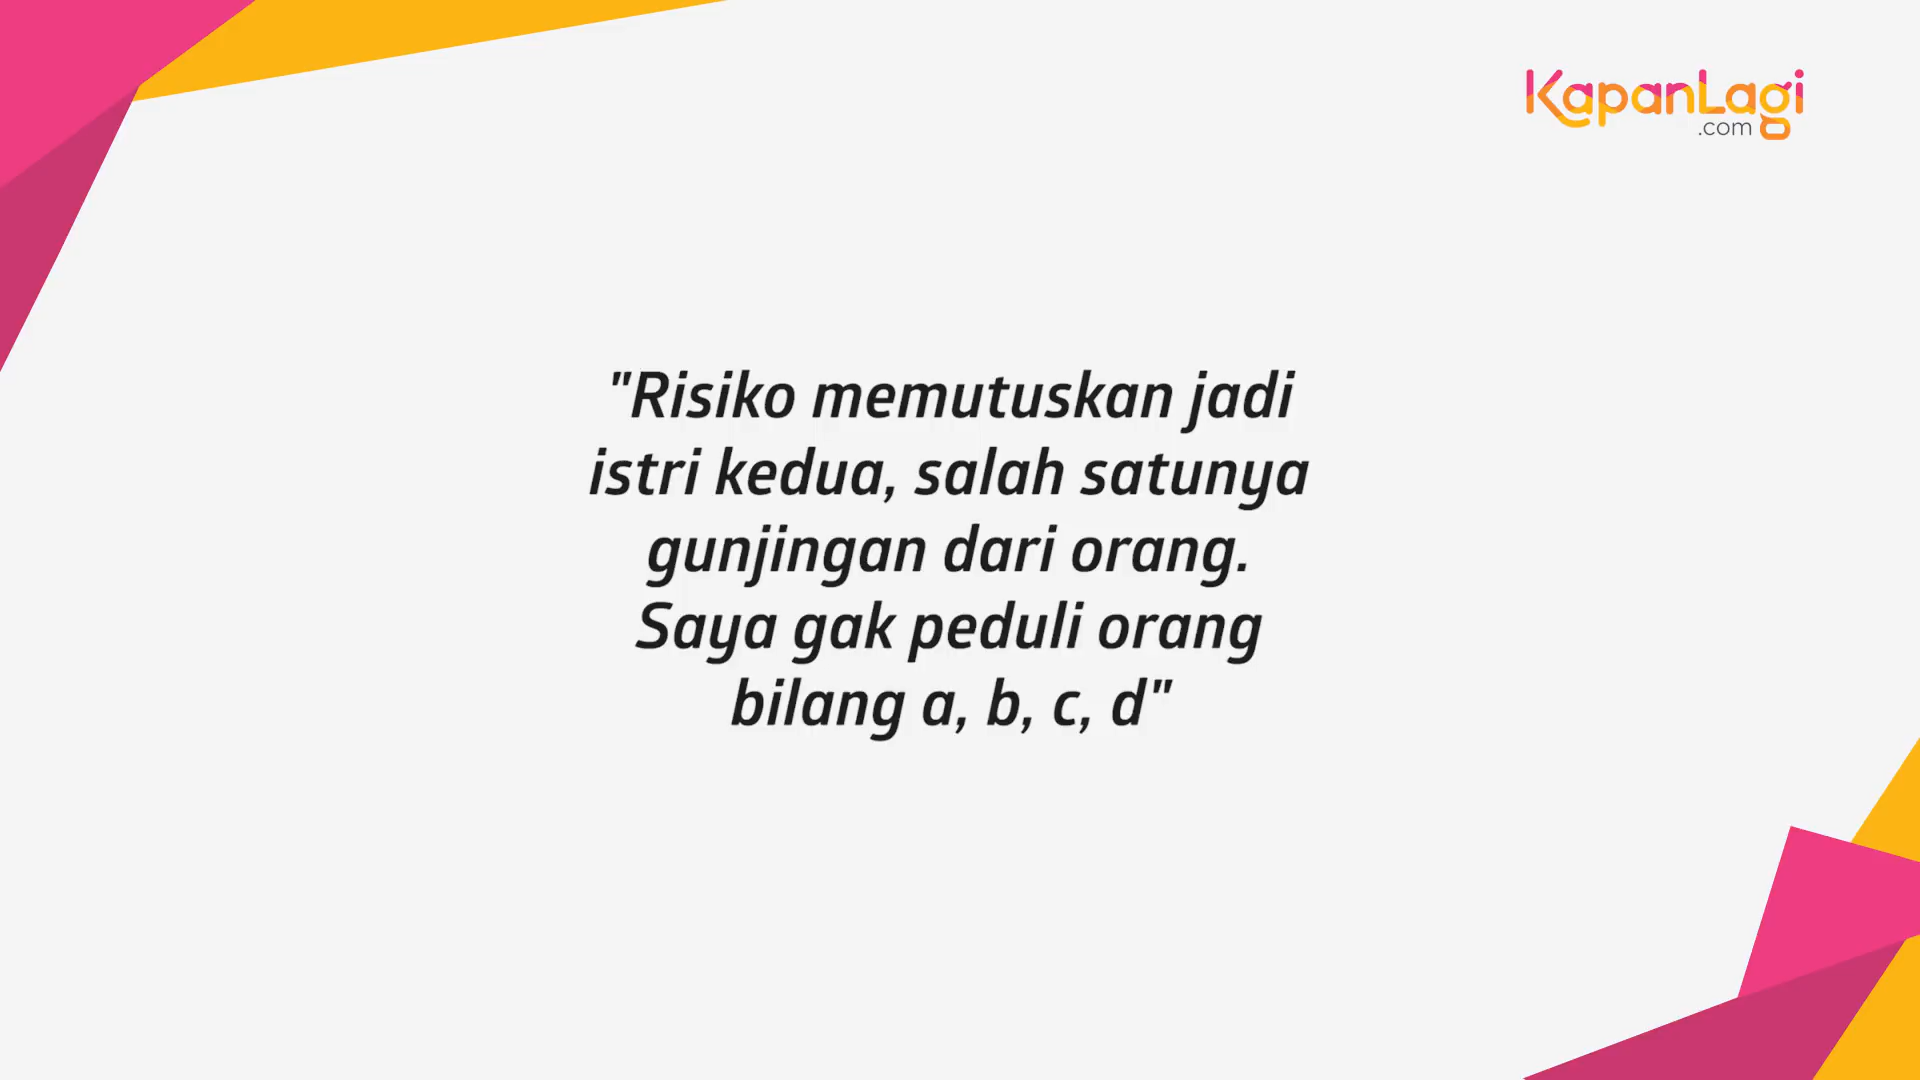 KapanLagi
.com
"Risiko memutuskan jadi
istri kedua, salah satunya
gunjingan dari orang.
Saya gak peduli orang
bilang a, b, c, d"